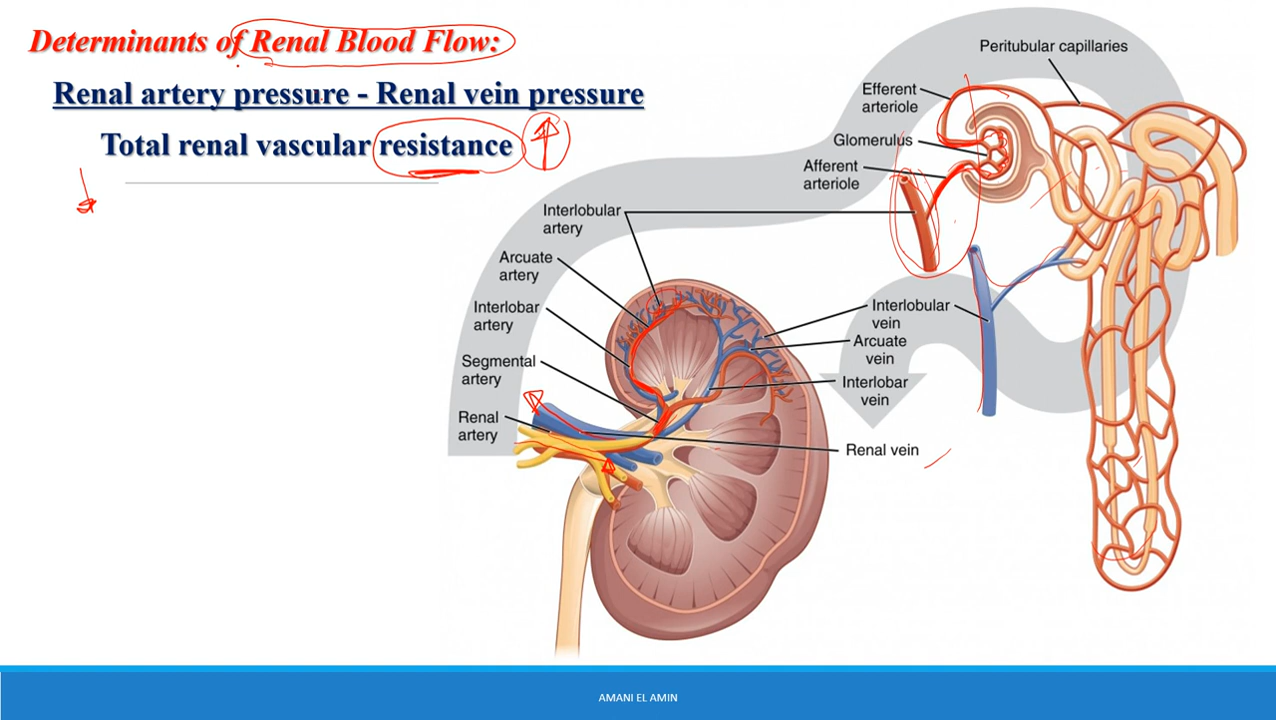 Determinants of Renal Blood Flow:
Renal artery pressure - Renal vein pressure
Total renal vascular resistance
Peritubular capillaries
Efferent
arteriole
Glomerulus
Afferent
arteriole
Interlobular
artery
Arcuate
artery
Interlobar
artery
Segmental
artery
Renal
artery
Interlobular
vein
Arcuate
vein
Interlobar
vein
Renal vein
AMANI EL AMIN